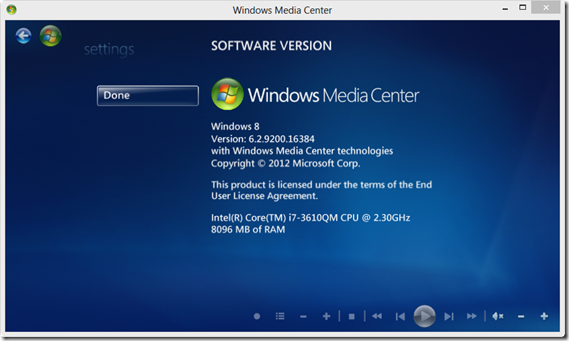 Windows Media Center
settings
SOFTWARE VERSION
Done
Windows Media Center
Windows 8
Version: 6.2.9200.16384
with Windows Media Center technologies
Copyright © 2012 Microsoft Corp.
This product is licensed under the terms of the End
User License Agreement.
Intel(R) Core(TM) i7-3610QM CPU @ 2.30GHz
8096 MB of RAM